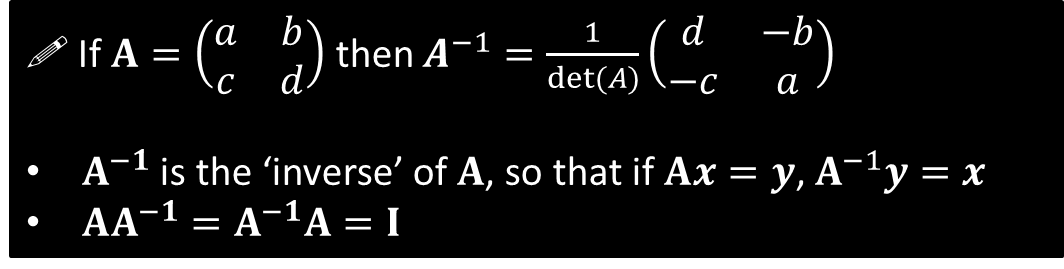 If 𝐀 = (a b; c d) then 𝑨⁻¹ = 1/det(𝐴) (d −b; −c a)
• 𝐀⁻¹ is the ‘inverse’ of 𝐀, so that if 𝐀𝒙 = 𝒚, 𝐀⁻¹𝒚 = 𝒙
• 𝐀𝐀⁻¹ = 𝐀⁻¹𝐀 = 𝐈